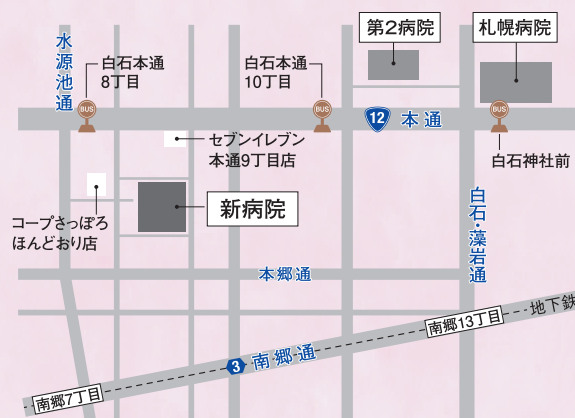 第2病院
札幌病院
水源池通
白石本通
8丁目
白石本通
10丁目
BUS
BUS
BUS
12
本通
セブンイレブン
本通9丁目店
白石神社前
コープさっぽろ
ほんどおり店
新病院
白石・藻岩通
本郷通
地下鉄
南郷13丁目
3
南郷通
南郷7丁目